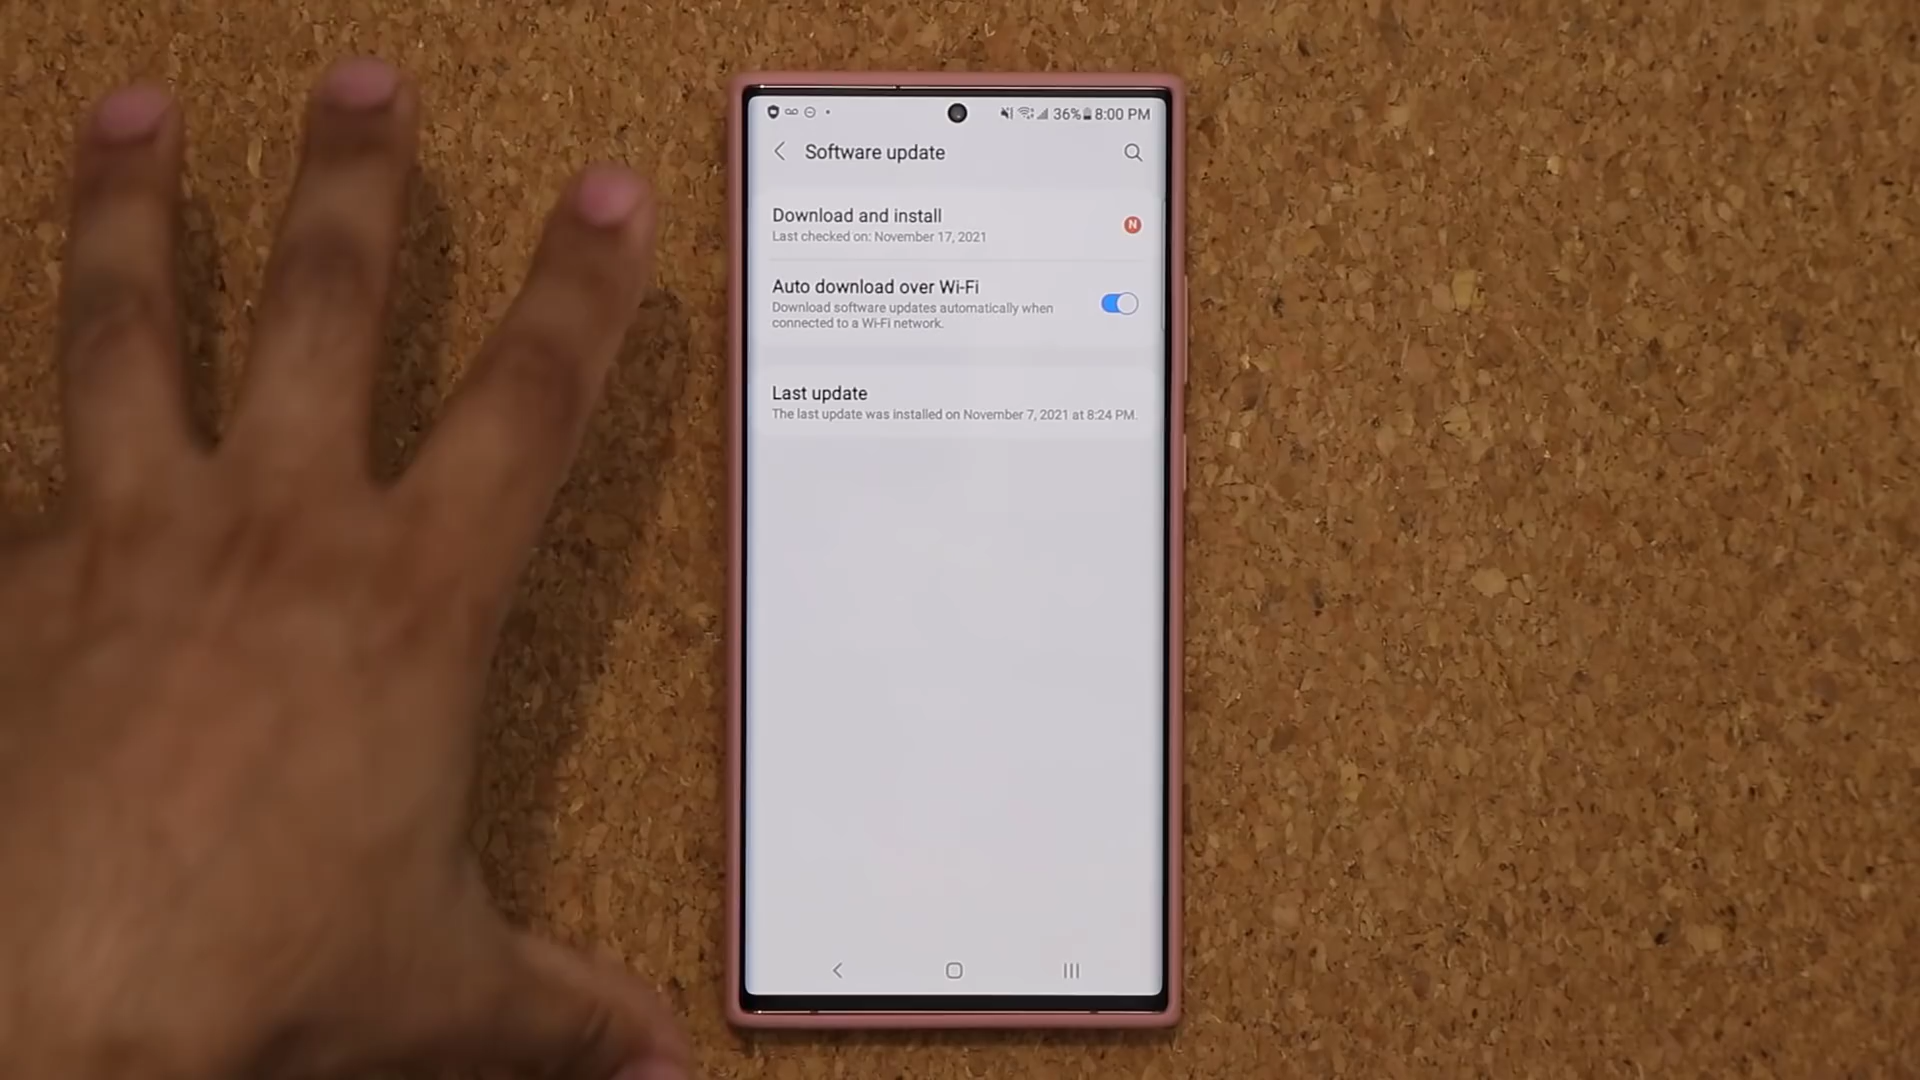 36% 8:00 PM
Software update
Download and install
Last checked on: November 17, 2021
N
Auto download over Wi-Fi
Download software updates automatically when
connected to a Wi-Fi network.
Last update
The last update was installed on November 7, 2021 at 8:24 PM.